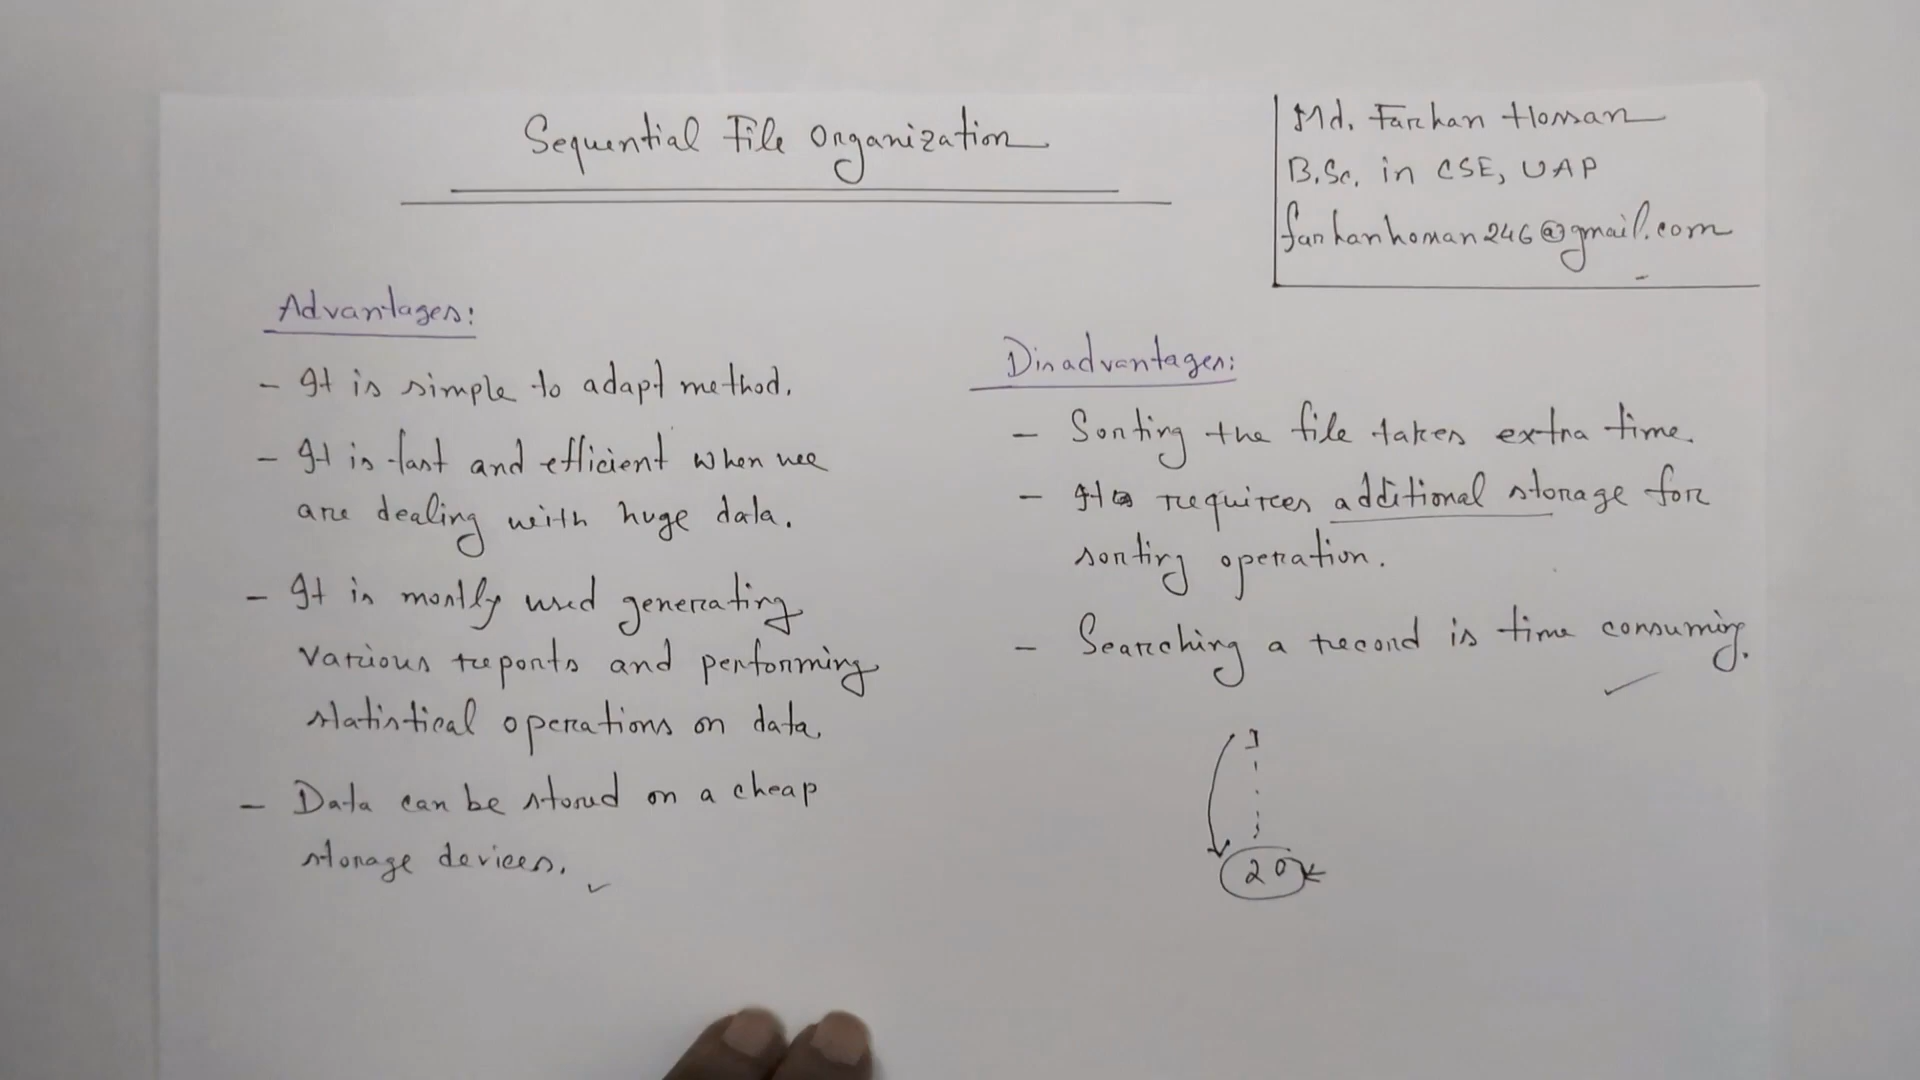 Sequential File Organization
Md. Farhan Hossan
B.Sc. in CSE, UAP
farhanhossan246@gmail.com
Advantages:
- It is simple to adapt method.
- It is fast and efficient when we
are dealing with huge data.
- It is mostly used generating
various reports and performing
statistical operations on data.
- Data can be stored on a cheap
storage devices.
Disadvantages:
- Sorting the file takes extra time.
- It requires additional storage for
sorting operation.
- Searching a record is time consuming.
1
20